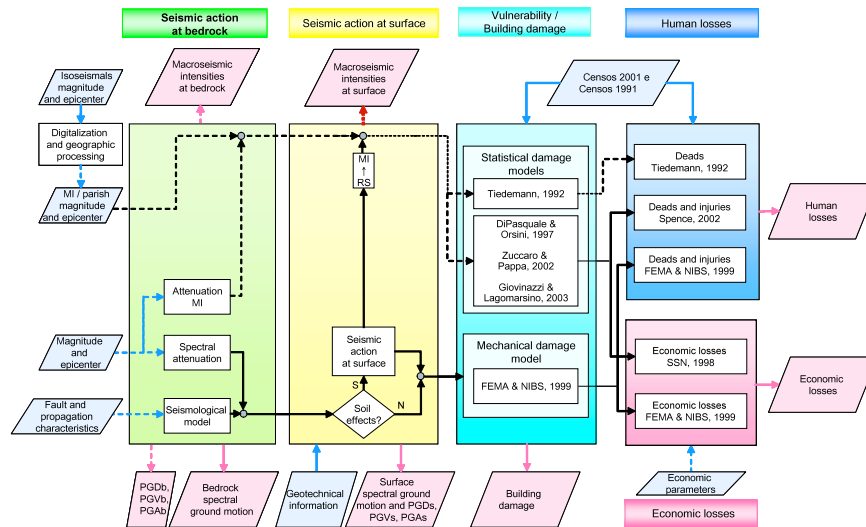 Seismic action
at bedrock
Seismic action at surface
Vulnerability /
Building damage
Human losses
Isoseismals
magnitude
and epicenter
Macroseismic
intensities
at bedrock
Macroseismic
intensities
at surface
Censos 2001 e
Censos 1991
Digitalization
and geographic
processing
MI / parish
magnitude
and epicenter
MI
↑
RS
Statistical damage
models
Tiedemann, 1992
DiPasquale &
Orsini, 1997
Zuccaro &
Pappa, 2002
Giovinazzi &
Lagomarsino, 2003
Deads
Tiedemann, 1992
Deads and injuries
Spence, 2002
Deads and injuries
FEMA & NIBS, 1999
Human
losses
Attenuation
MI
Magnitude
and
epicenter
Spectral
attenuation
Seismic
action
at surface
Mechanical damage
model
FEMA & NIBS, 1999
Economic losses
SSN, 1998
Economic
losses
Fault and
propagation
characteristics
Seismological
model
S
Soil
effects?
N
Economic losses
FEMA & NIBS, 1999
PGDb,
PGVb,
PGAb
Bedrock
spectral
ground motion
Geotechnical
information
Surface
spectral ground
motion and PGDs,
PGVs, PGAs
Building
damage
Economic
parameters
Economic losses